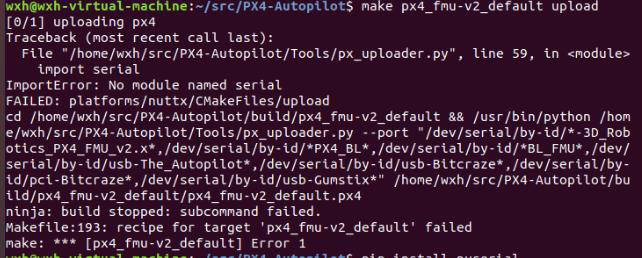 wxh@wxh-virtual-machine:~/src/PX4-Autopilot$ make px4_fmu-v2_default upload
[0/1] uploading px4
Traceback (most recent call last):
  File "/home/wxh/src/PX4-Autopilot/Tools/px_uploader.py", line 59, in <module>
    import serial
ImportError: No module named serial
FAILED: platforms/nuttx/CMakeFiles/upload
cd /home/wxh/src/PX4-Autopilot/build/px4_fmu-v2_default && /usr/bin/python /hom
e/wxh/src/PX4-Autopilot/Tools/px_uploader.py --port "/dev/serial/by-id/*-3D_Rob
otics_PX4_FMU_v2.x*,/dev/serial/by-id/*PX4_BL*,/dev/serial/by-id/*BL_FMU*,/dev/
serial/by-id/usb-The_Autopilot*,/dev/serial/by-id/usb-Bitcraze*,/dev/serial/by-
id/pci-Bitcraze*,/dev/serial/by-id/usb-Gumstix*" /home/wxh/src/PX4-Autopilot/bu
ild/px4_fmu-v2_default/px4_fmu-v2_default.px4
ninja: build stopped: subcommand failed.
Makefile:193: recipe for target 'px4_fmu-v2_default' failed
make: *** [px4_fmu-v2_default] Error 1
wxh@wxh-virtual-machine:~/src/PX4-Autopilot$ pip install pyserial